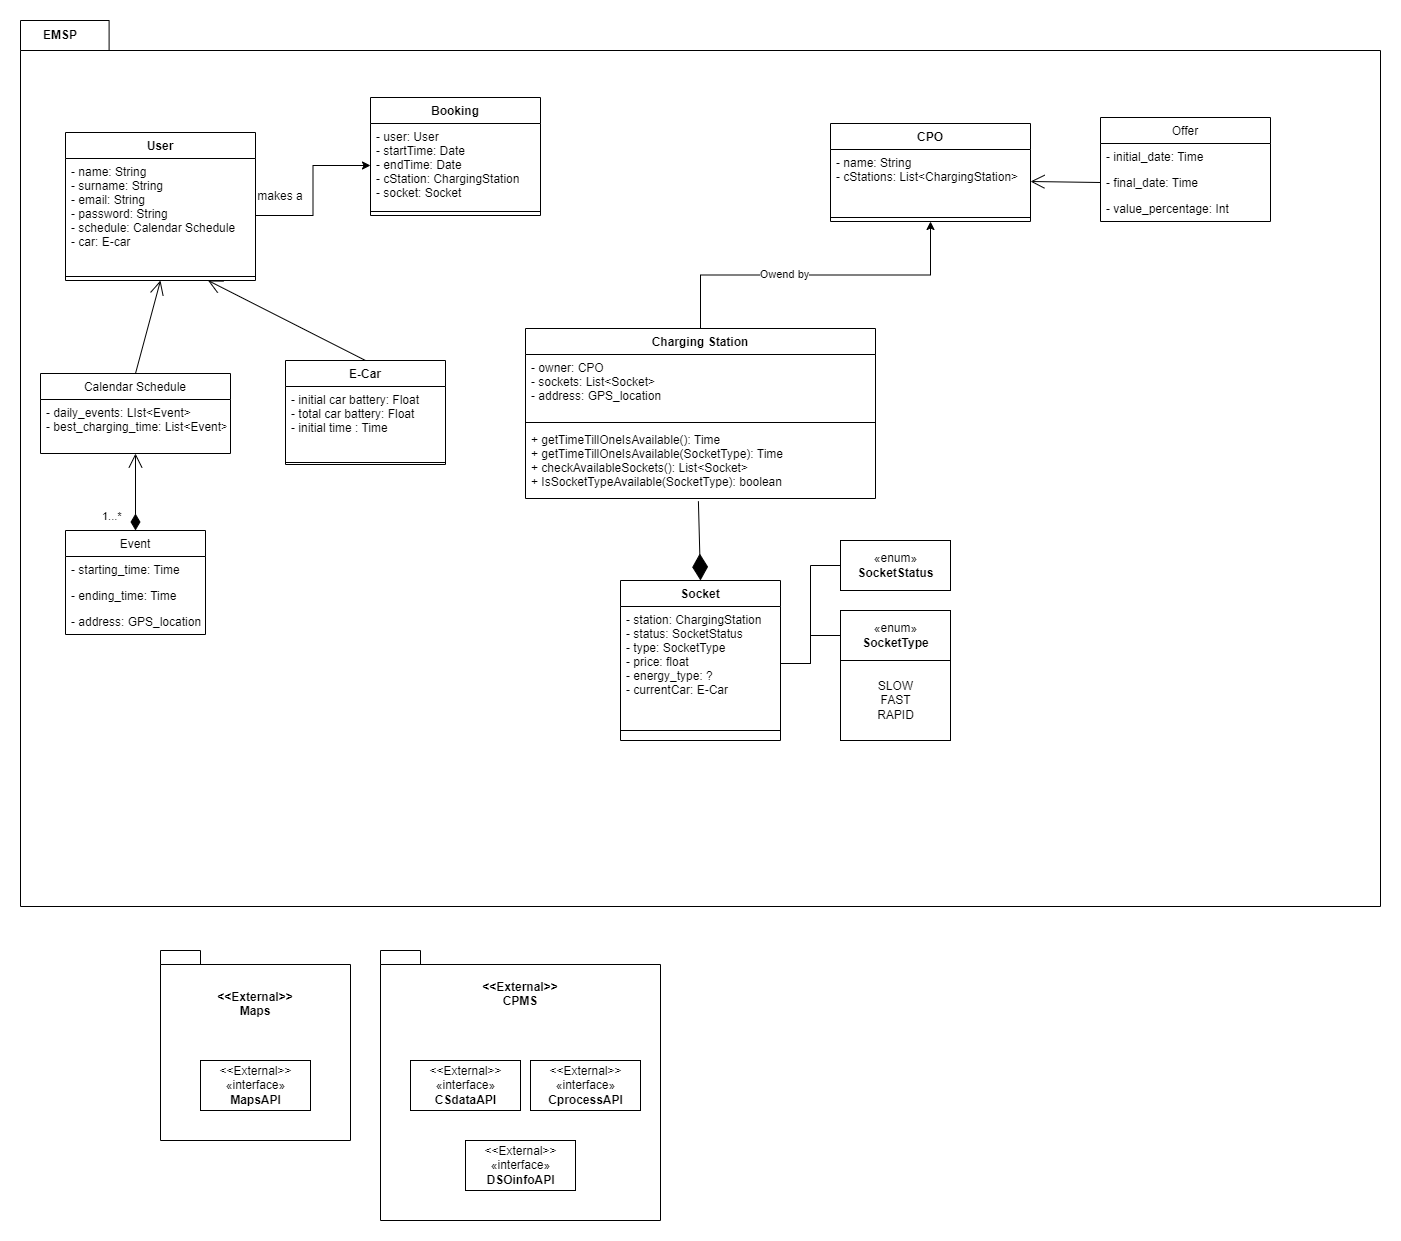 EMSP
Booking
- user: User
- startTime: Date
- endTime: Date
- cStation: ChargingStation
- socket: Socket
User
- name: String
- surname: String
- email: String
- password: String
- schedule: Calendar Schedule
- car: E-car
makes a
CPO
- name: String
- cStations: List<ChargingStation>
Offer
- initial_date: Time
- final_date: Time
- value_percentage: Int
Owend by
Charging Station
- owner: CPO
- sockets: List<Socket>
- address: GPS_location
+ getTimeTillOneIsAvailable(): Time
+ getTimeTillOneIsAvailable(SocketType): Time
+ checkAvailableSockets(): List<Socket>
+ IsSocketTypeAvailable(SocketType): boolean
Calendar Schedule
- daily_events: LIst<Event>
- best_charging_time: List<Event>
E-Car
- initial car battery: Float
- total car battery: Float
- initial time : Time
1...*
Event
- starting_time: Time
- ending_time: Time
- address: GPS_location
Socket
- station: ChargingStation
- status: SocketStatus
- type: SocketType
- price: float
- energy_type: ?
- currentCar: E-Car
«enum»
SocketStatus
«enum»
SocketType
SLOW
FAST
RAPID
<<External>>
Maps
<<External>>
«interface»
MapsAPI
<<External>>
CPMS
<<External>>
«interface»
CSdataAPI
<<External>>
«interface»
CprocessAPI
<<External>>
«interface»
DSOinfoAPI